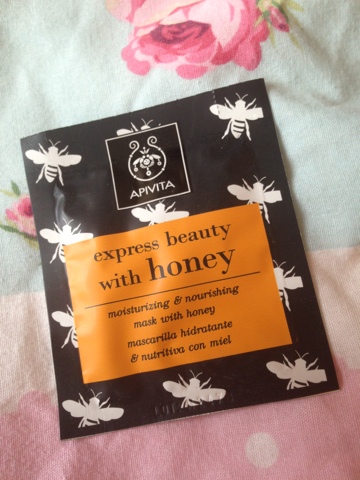 APIVITA
express beauty
with honey
moisturizing & nourishing
mask with honey
mascarilla hidratante
& nutritiva con miel